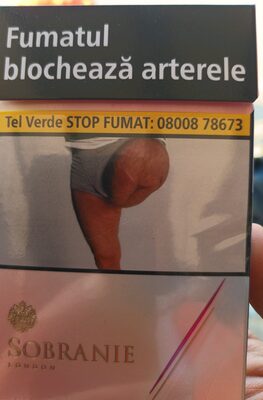 Fumatul
blochează arterele
Tel Verde STOP FUMAT: 08008 78673
SOBRANIE
LONDON